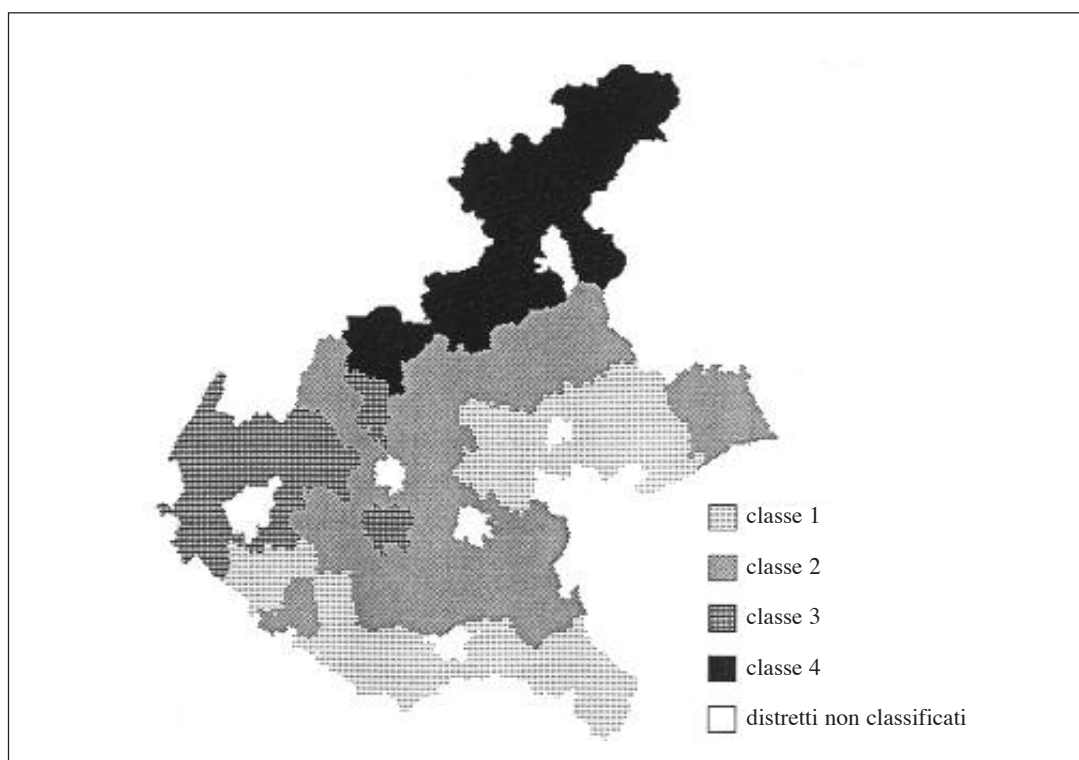 classe 1
classe 2
classe 3
classe 4
distretti non classificati